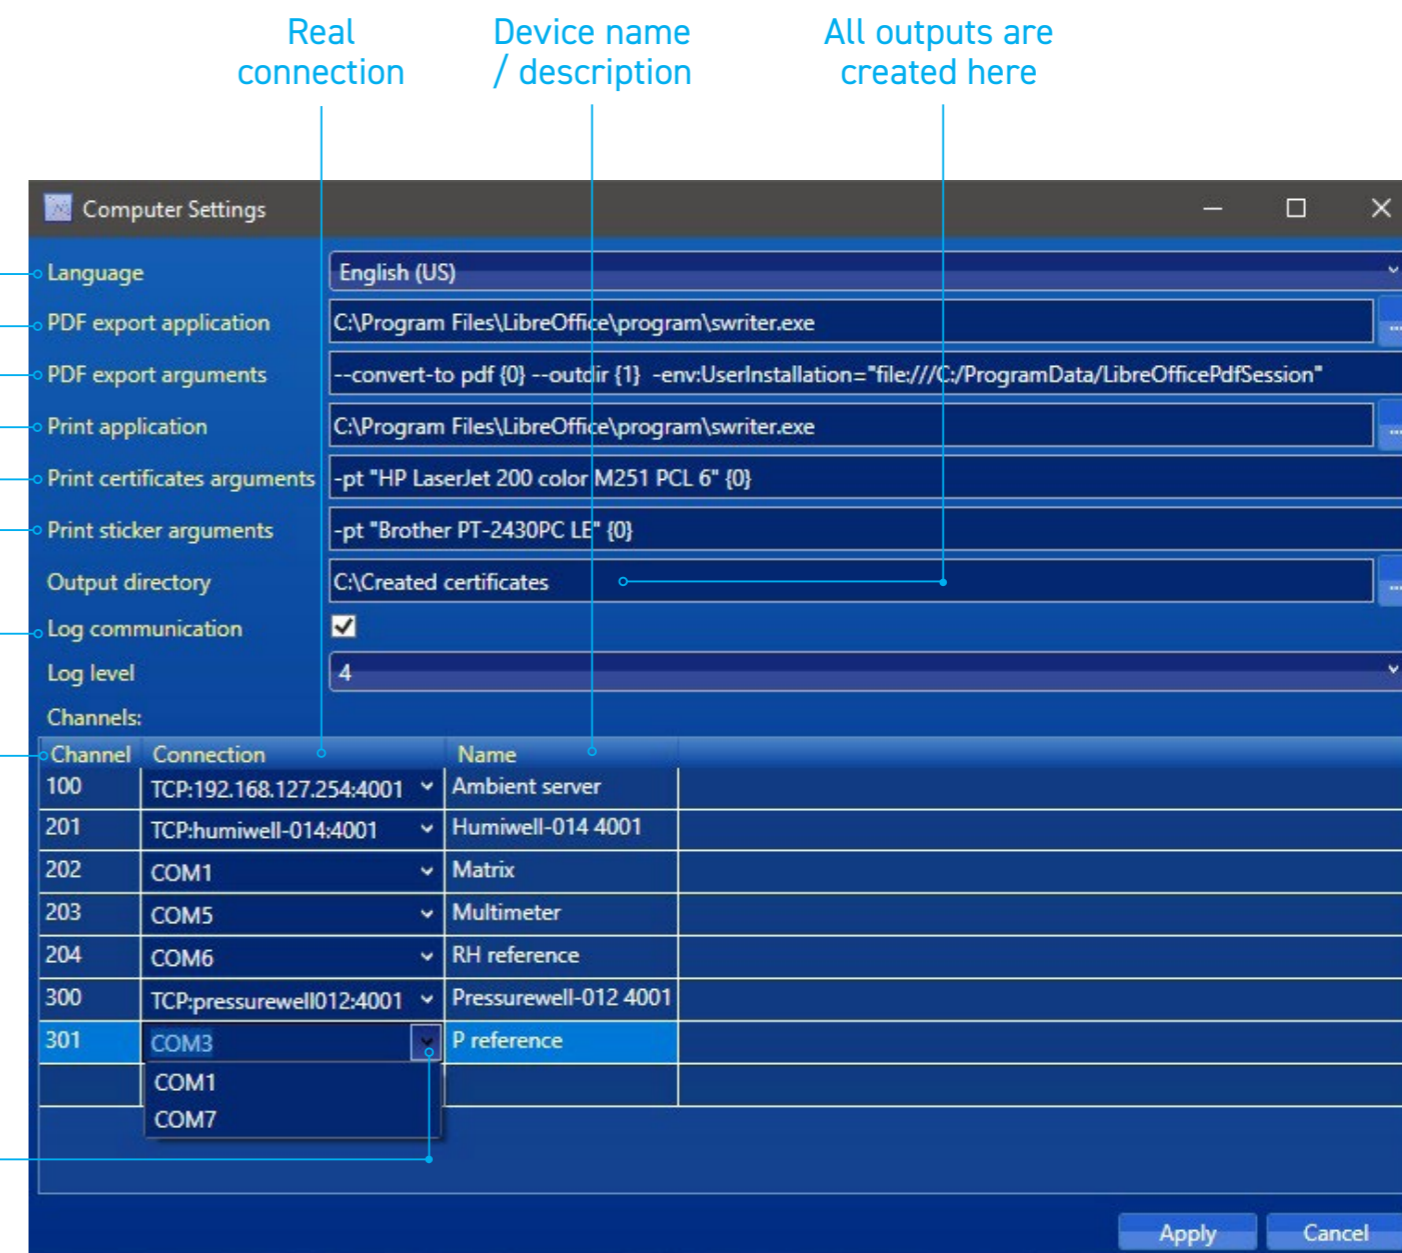 Real connection
Device name / description
All outputs are created here
Computer Settings
Language English (US)
PDF export application C:\Program Files\LibreOffice\program\swriter.exe ...
PDF export arguments --convert-to pdf {0} --outdir {1} -env:UserInstallation="file:///C:/ProgramData/LibreOfficePdfSession"
Print application C:\Program Files\LibreOffice\program\swriter.exe ...
Print certificates arguments -pt "HP LaserJet 200 color M251 PCL 6" {0}
Print sticker arguments -pt "Brother PT-2430PC LE" {0}
Output directory C:\Created certificates ...
Log communication
Log level 4
Channels:
Channel Connection Name
100 TCP:192.168.127.254:4001 Ambient server
201 TCP:humiwell-014:4001 Humiwell-014 4001
202 COM1 Matrix
203 COM5 Multimeter
204 COM6 RH reference
300 TCP:pressurewell012:4001 Pressurewell-012 4001
301 COM3 P reference
COM1
COM7
Apply Cancel